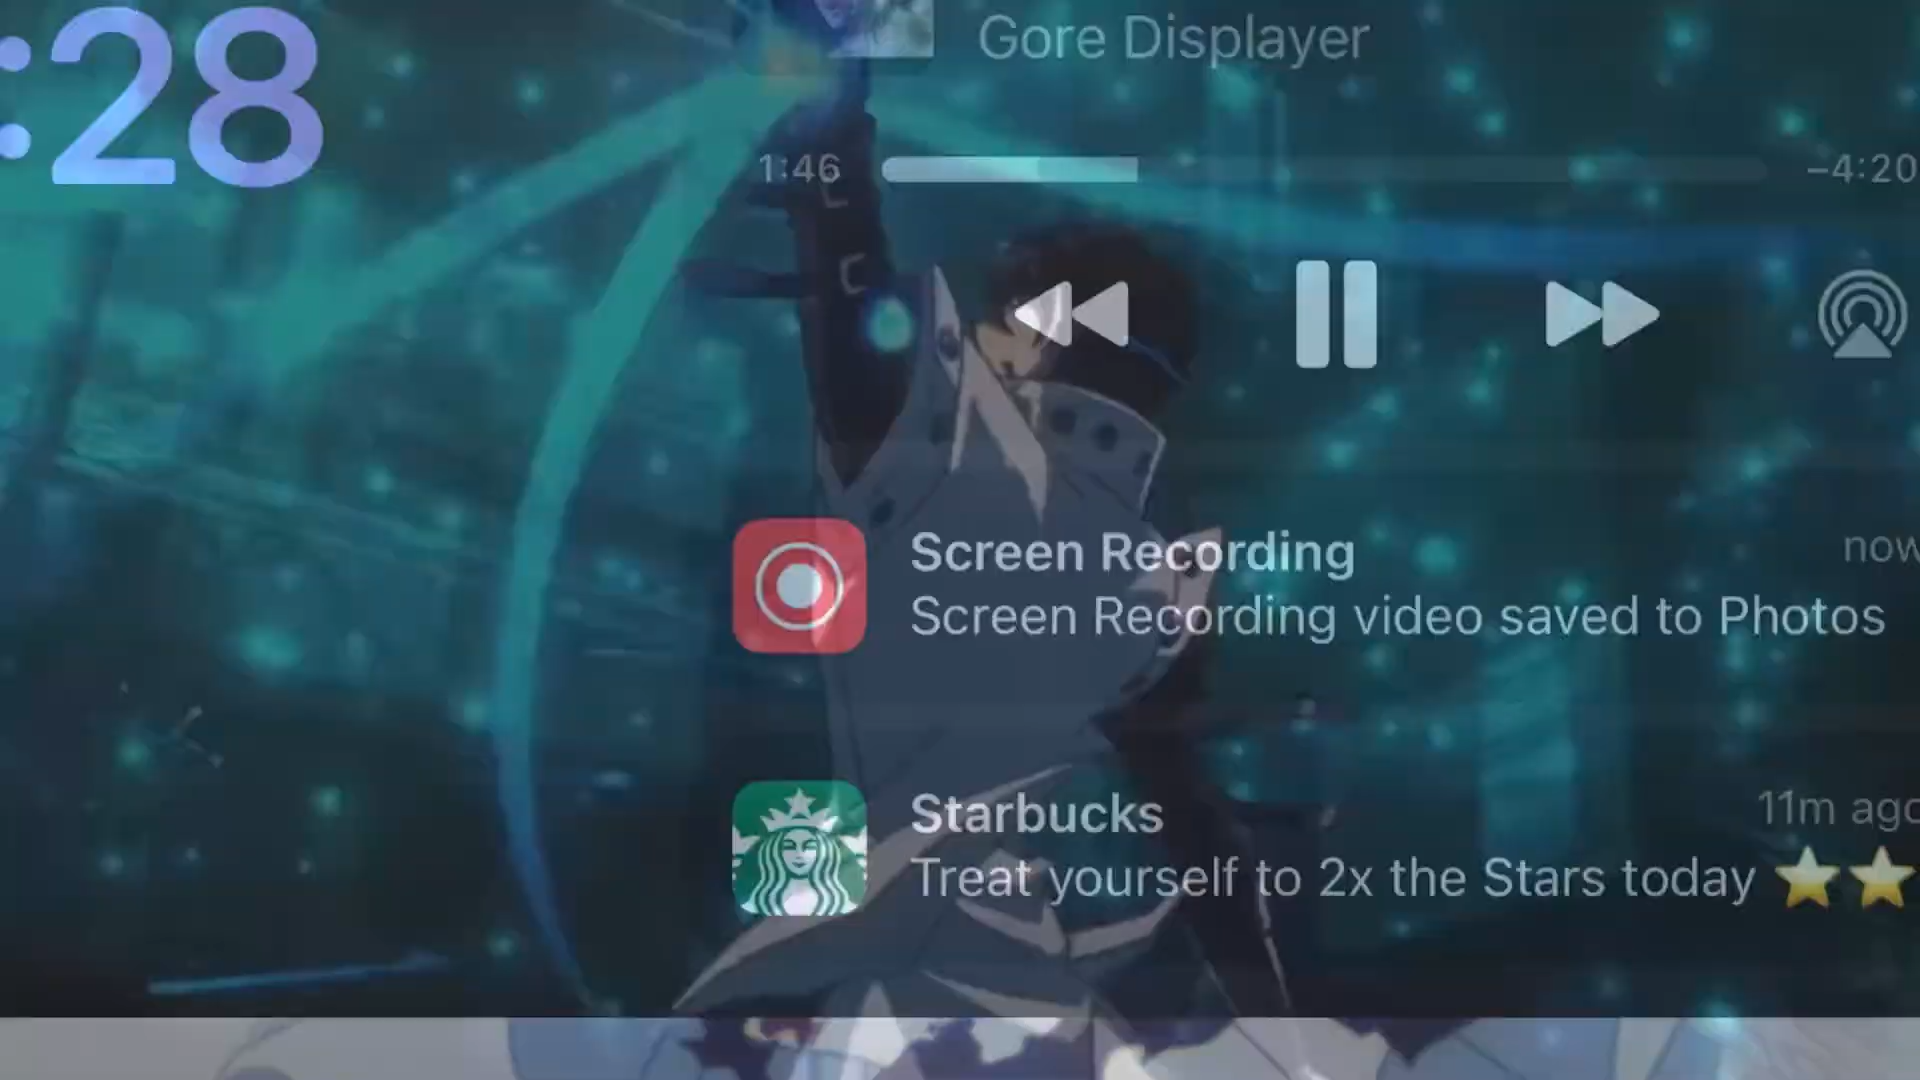 :28
Gore Displayer
1:46
-4:20
Screen Recording
now
Screen Recording video saved to Photos
Starbucks
11m ago
Treat yourself to 2x the Stars today ⭐⭐